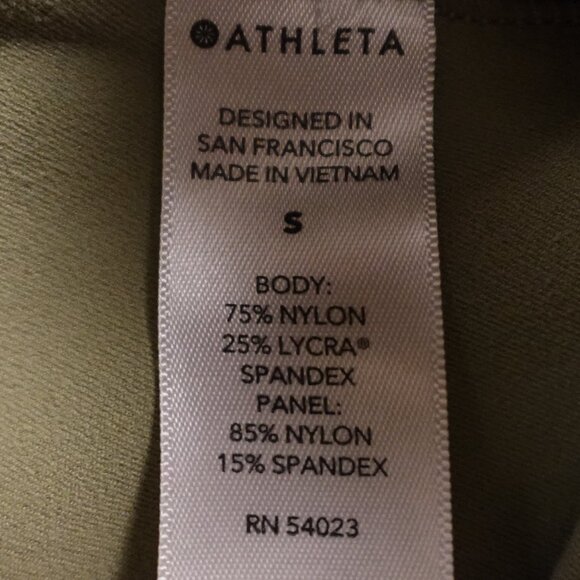 ATHLETA
DESIGNED IN
SAN FRANCISCO
MADE IN VIETNAM
S
BODY:
75% NYLON
25% LYCRA®
SPANDEX
PANEL:
85% NYLON
15% SPANDEX
RN 54023